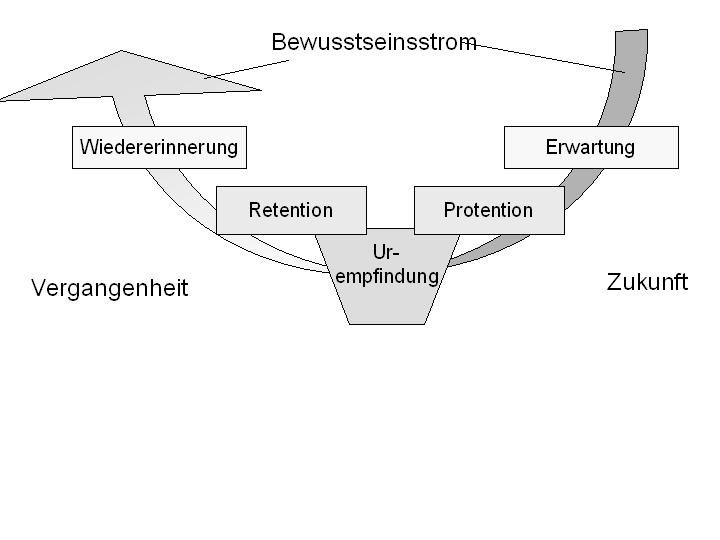 Bewusstseinsstrom
Wiedererinnerung
Erwartung
Retention
Protention
Ur-
empfindung
Vergangenheit
Zukunft